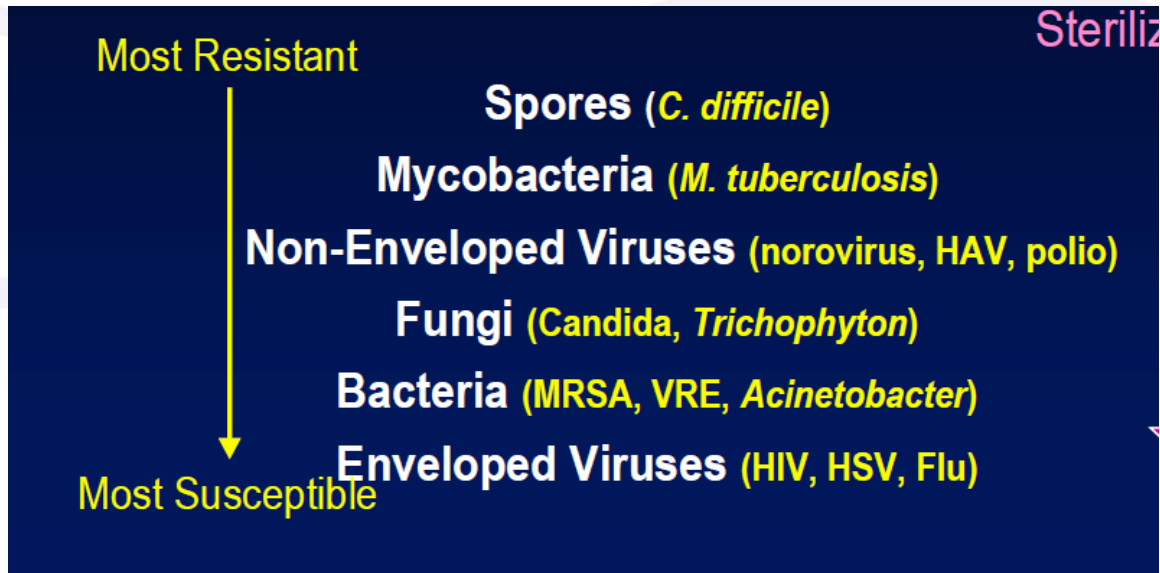 Most Resistant
Steriliz
Spores (C. difficile)
Mycobacteria (M. tuberculosis)
Non-Enveloped Viruses (norovirus, HAV, polio)
Fungi (Candida, Trichophyton)
Bacteria (MRSA, VRE, Acinetobacter)
Enveloped Viruses (HIV, HSV, Flu)
Most Susceptible